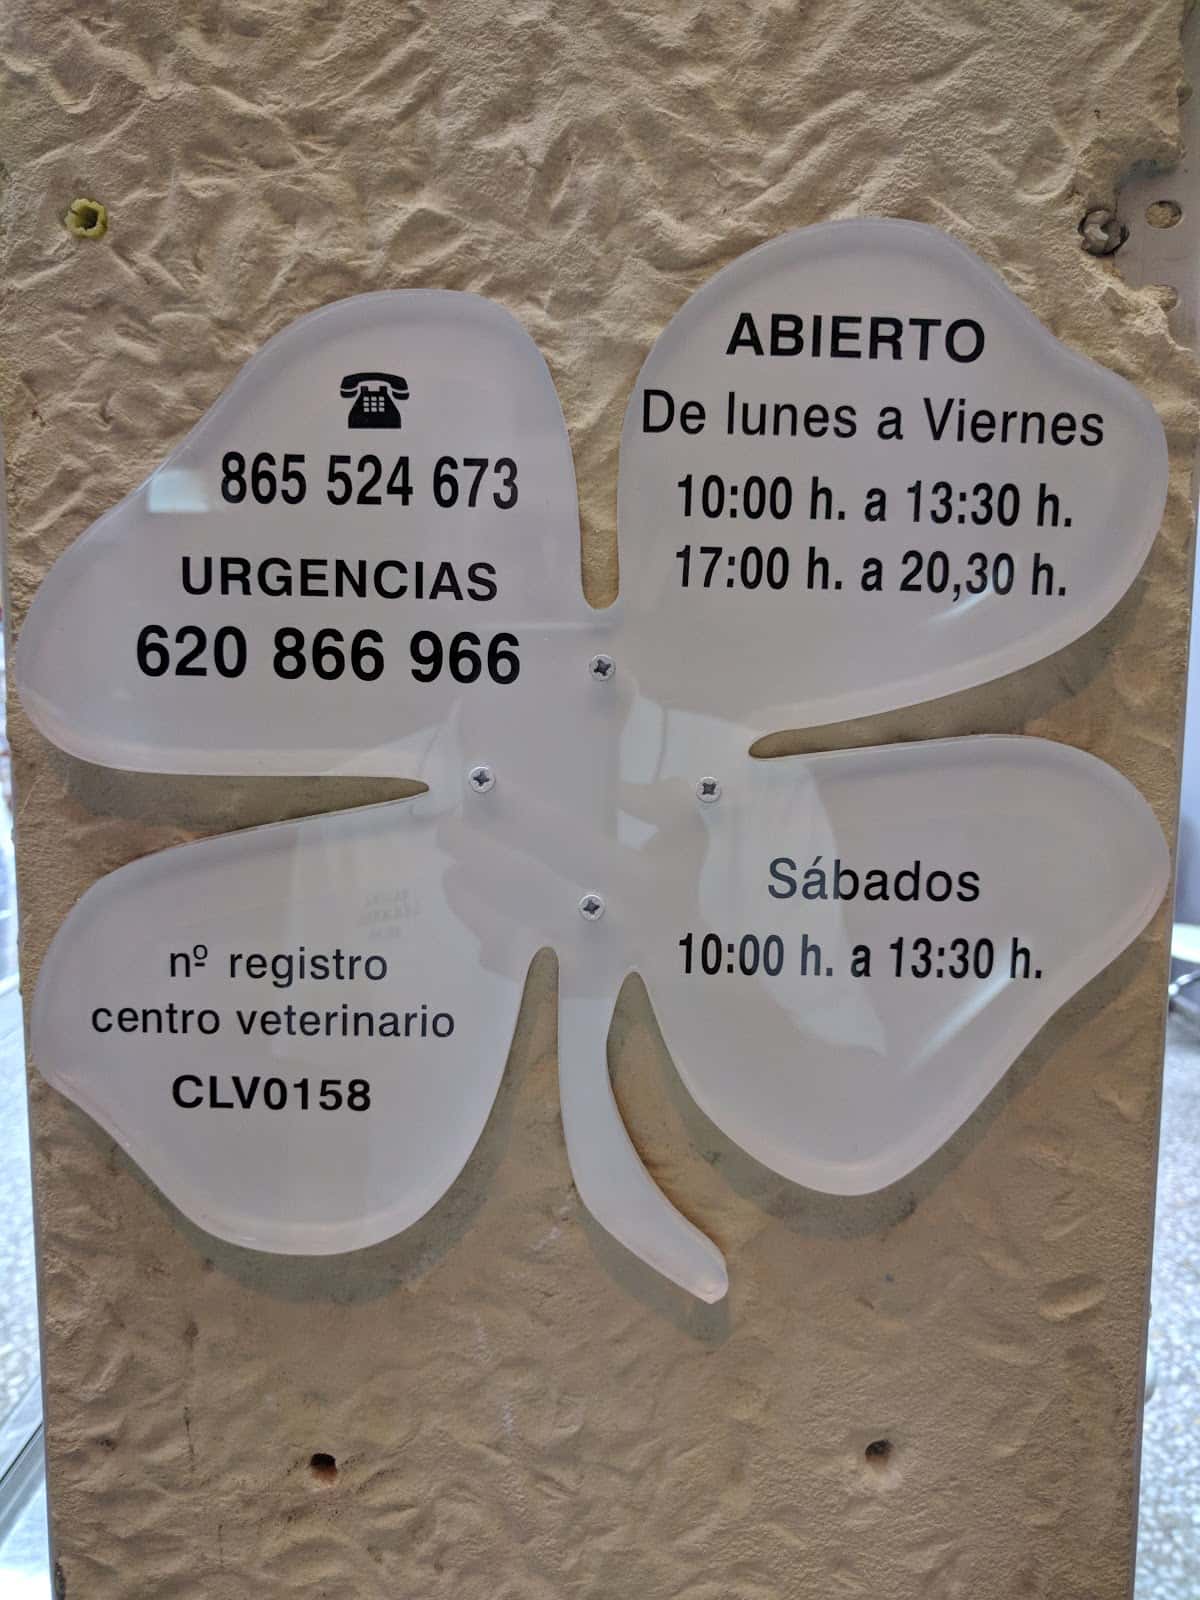 865 524 673
URGENCIAS
620 866 966
ABIERTO
De lunes a Viernes
10:00 h. a 13:30 h.
17:00 h. a 20,30 h.
nº registro
centro veterinario
CLV0158
Sábados
10:00 h. a 13:30 h.